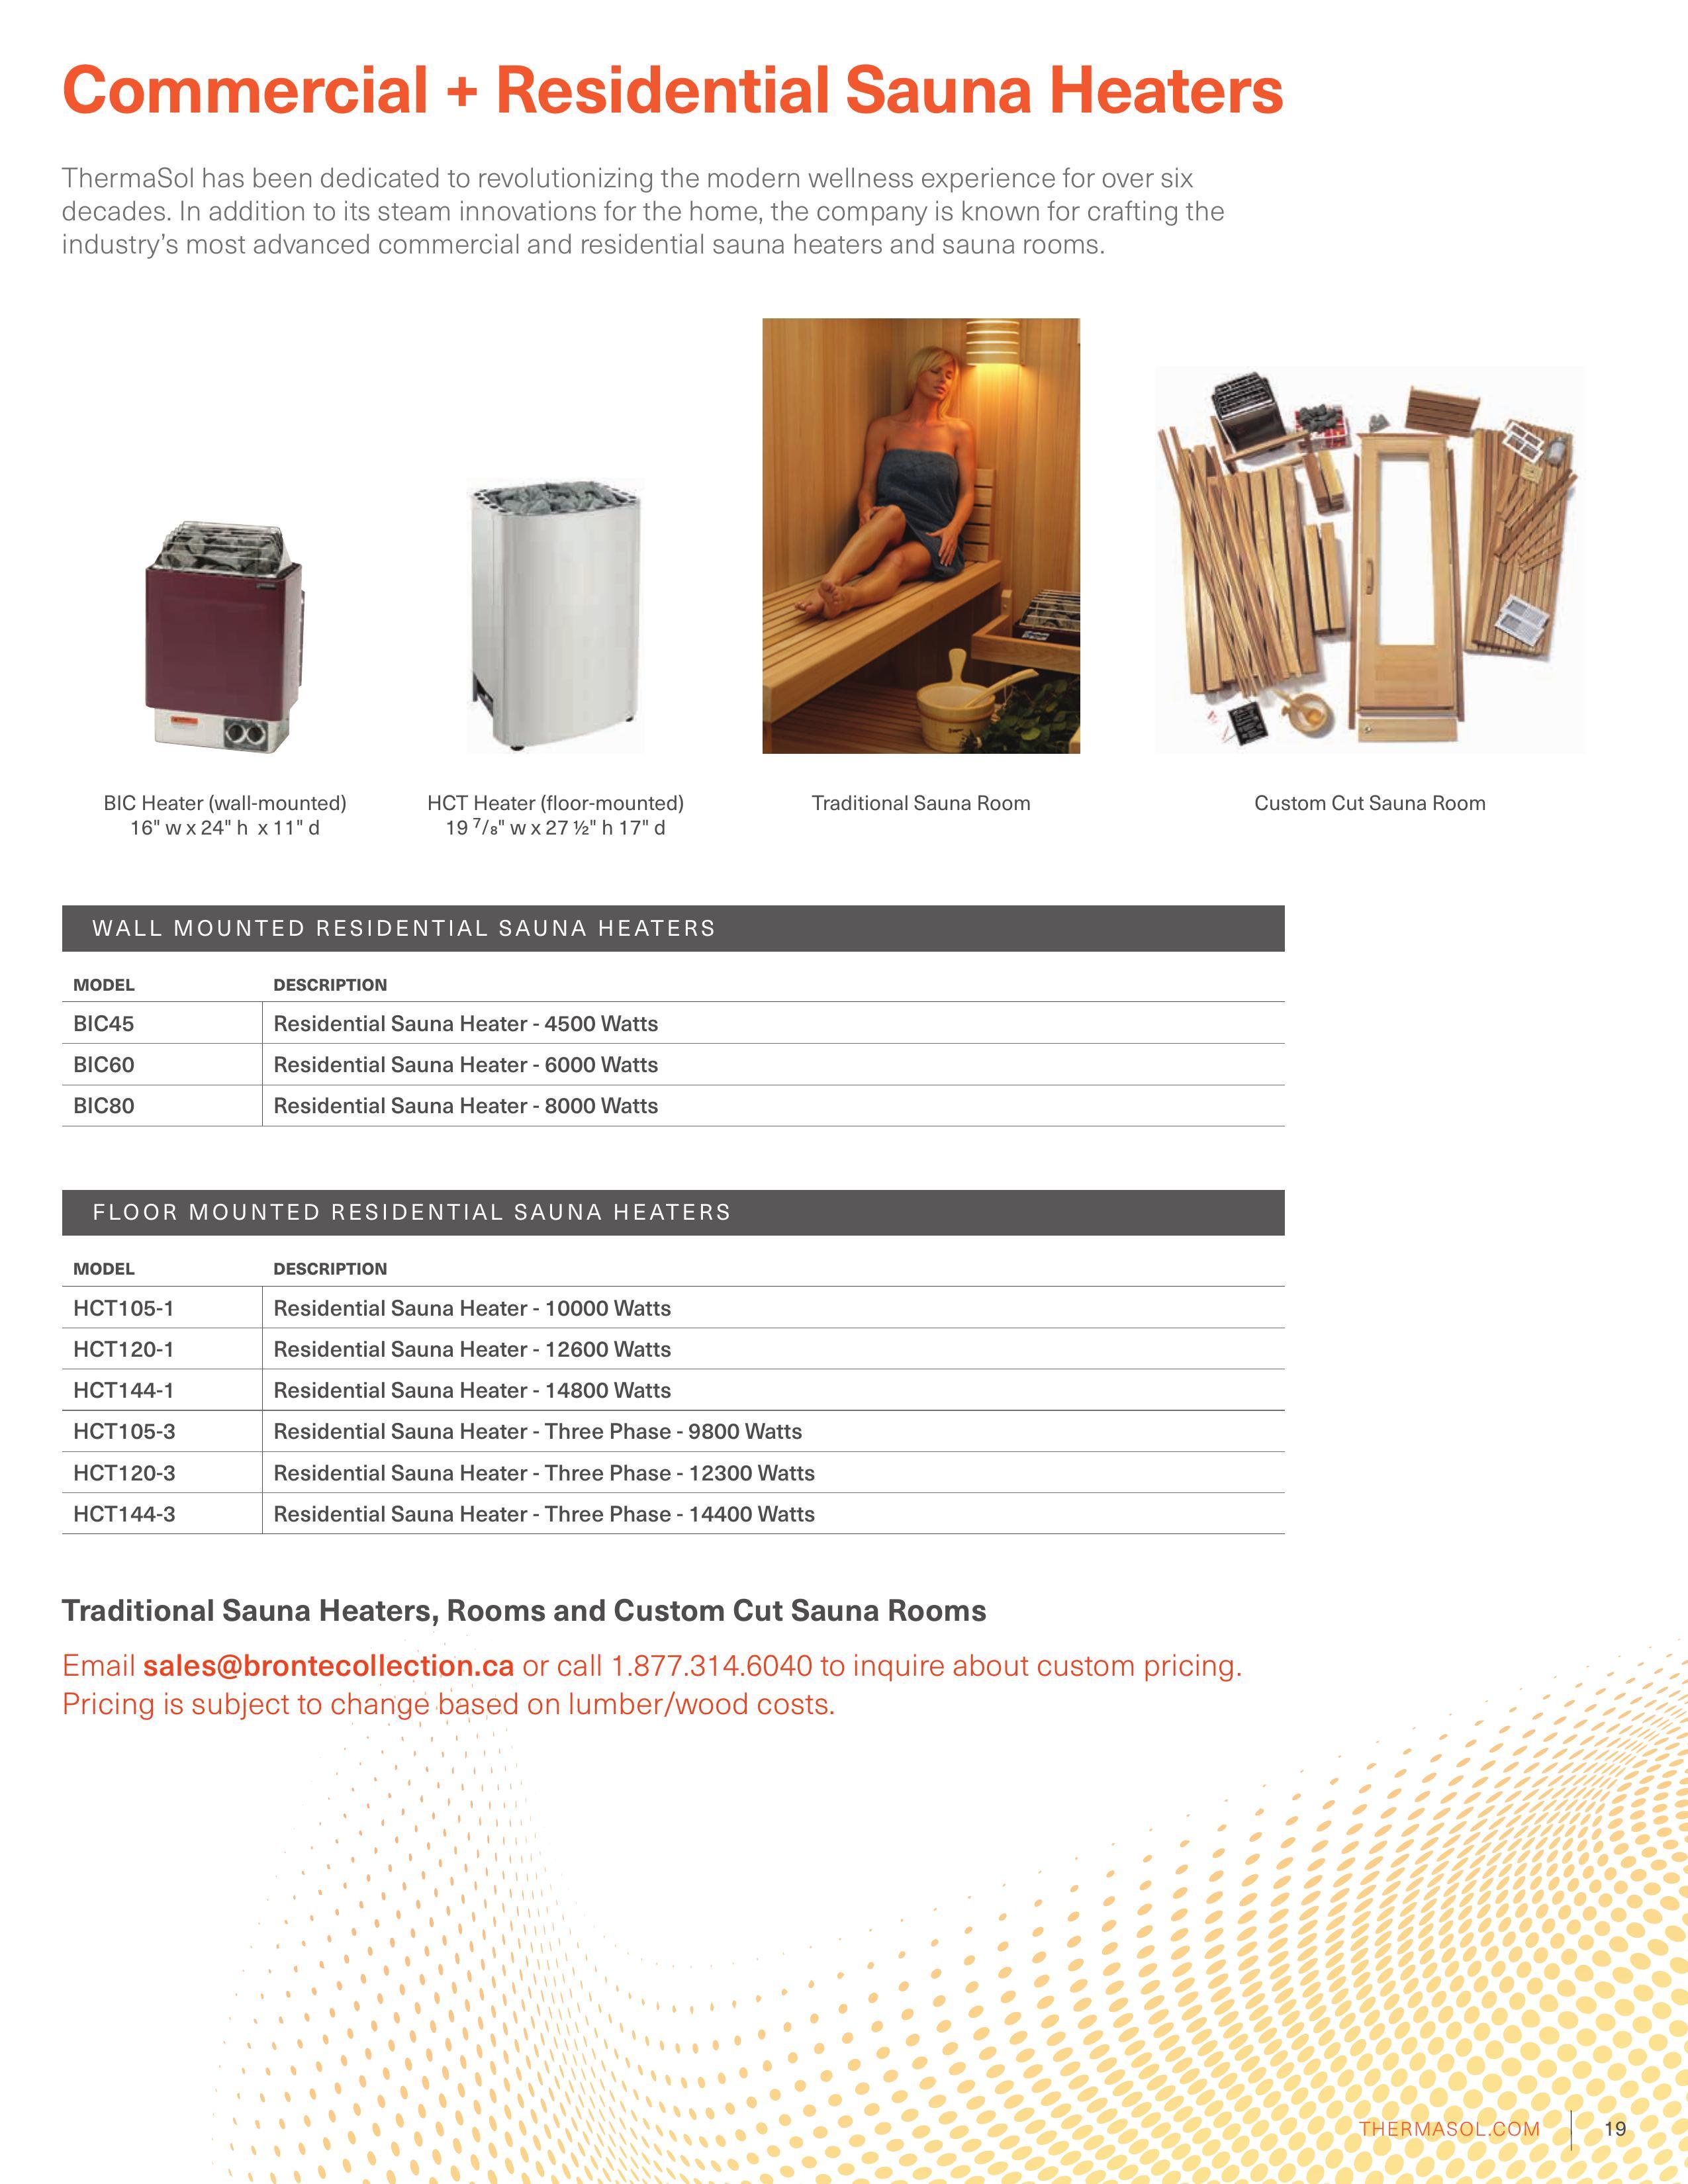 Commercial + Residential Sauna Heaters
ThermaSol has been dedicated to revolutionizing the modern wellness experience for over six
decades. In addition to its steam innovations for the home, the company is known for crafting the
industry’s most advanced commercial and residential sauna heaters and sauna rooms.
BIC Heater (wall-mounted)
16" w x 24" h x 11" d
HCT Heater (floor-mounted)
19 ⁷/₈" w x 27 ½" h 17" d
Traditional Sauna Room
Custom Cut Sauna Room
WALL MOUNTED RESIDENTIAL SAUNA HEATERS
MODEL DESCRIPTION
BIC45 Residential Sauna Heater - 4500 Watts
BIC60 Residential Sauna Heater - 6000 Watts
BIC80 Residential Sauna Heater - 8000 Watts
FLOOR MOUNTED RESIDENTIAL SAUNA HEATERS
MODEL DESCRIPTION
HCT105-1 Residential Sauna Heater - 10000 Watts
HCT120-1 Residential Sauna Heater - 12600 Watts
HCT144-1 Residential Sauna Heater - 14800 Watts
HCT105-3 Residential Sauna Heater - Three Phase - 9800 Watts
HCT120-3 Residential Sauna Heater - Three Phase - 12300 Watts
HCT144-3 Residential Sauna Heater - Three Phase - 14400 Watts
Traditional Sauna Heaters, Rooms and Custom Cut Sauna Rooms
Email sales@brontecollection.ca or call 1.877.314.6040 to inquire about custom pricing.
Pricing is subject to change based on lumber/wood costs.
THERMASOL.COM 19